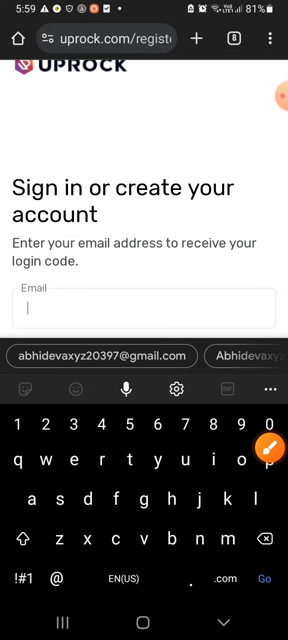 5:59 81%
uprock.com/regist
8
UPROCK
Sign in or create your
account
Enter your email address to receive your
login code.
Email
abhidevaxyz20397@gmail.com Abhidevaxyz
GIF
1 2 3 4 5 6 7 8 9 0
q w e r t y u i o p
a s d f g h j k l
z x c v b n m
!#1 @ EN(US) . .com Go